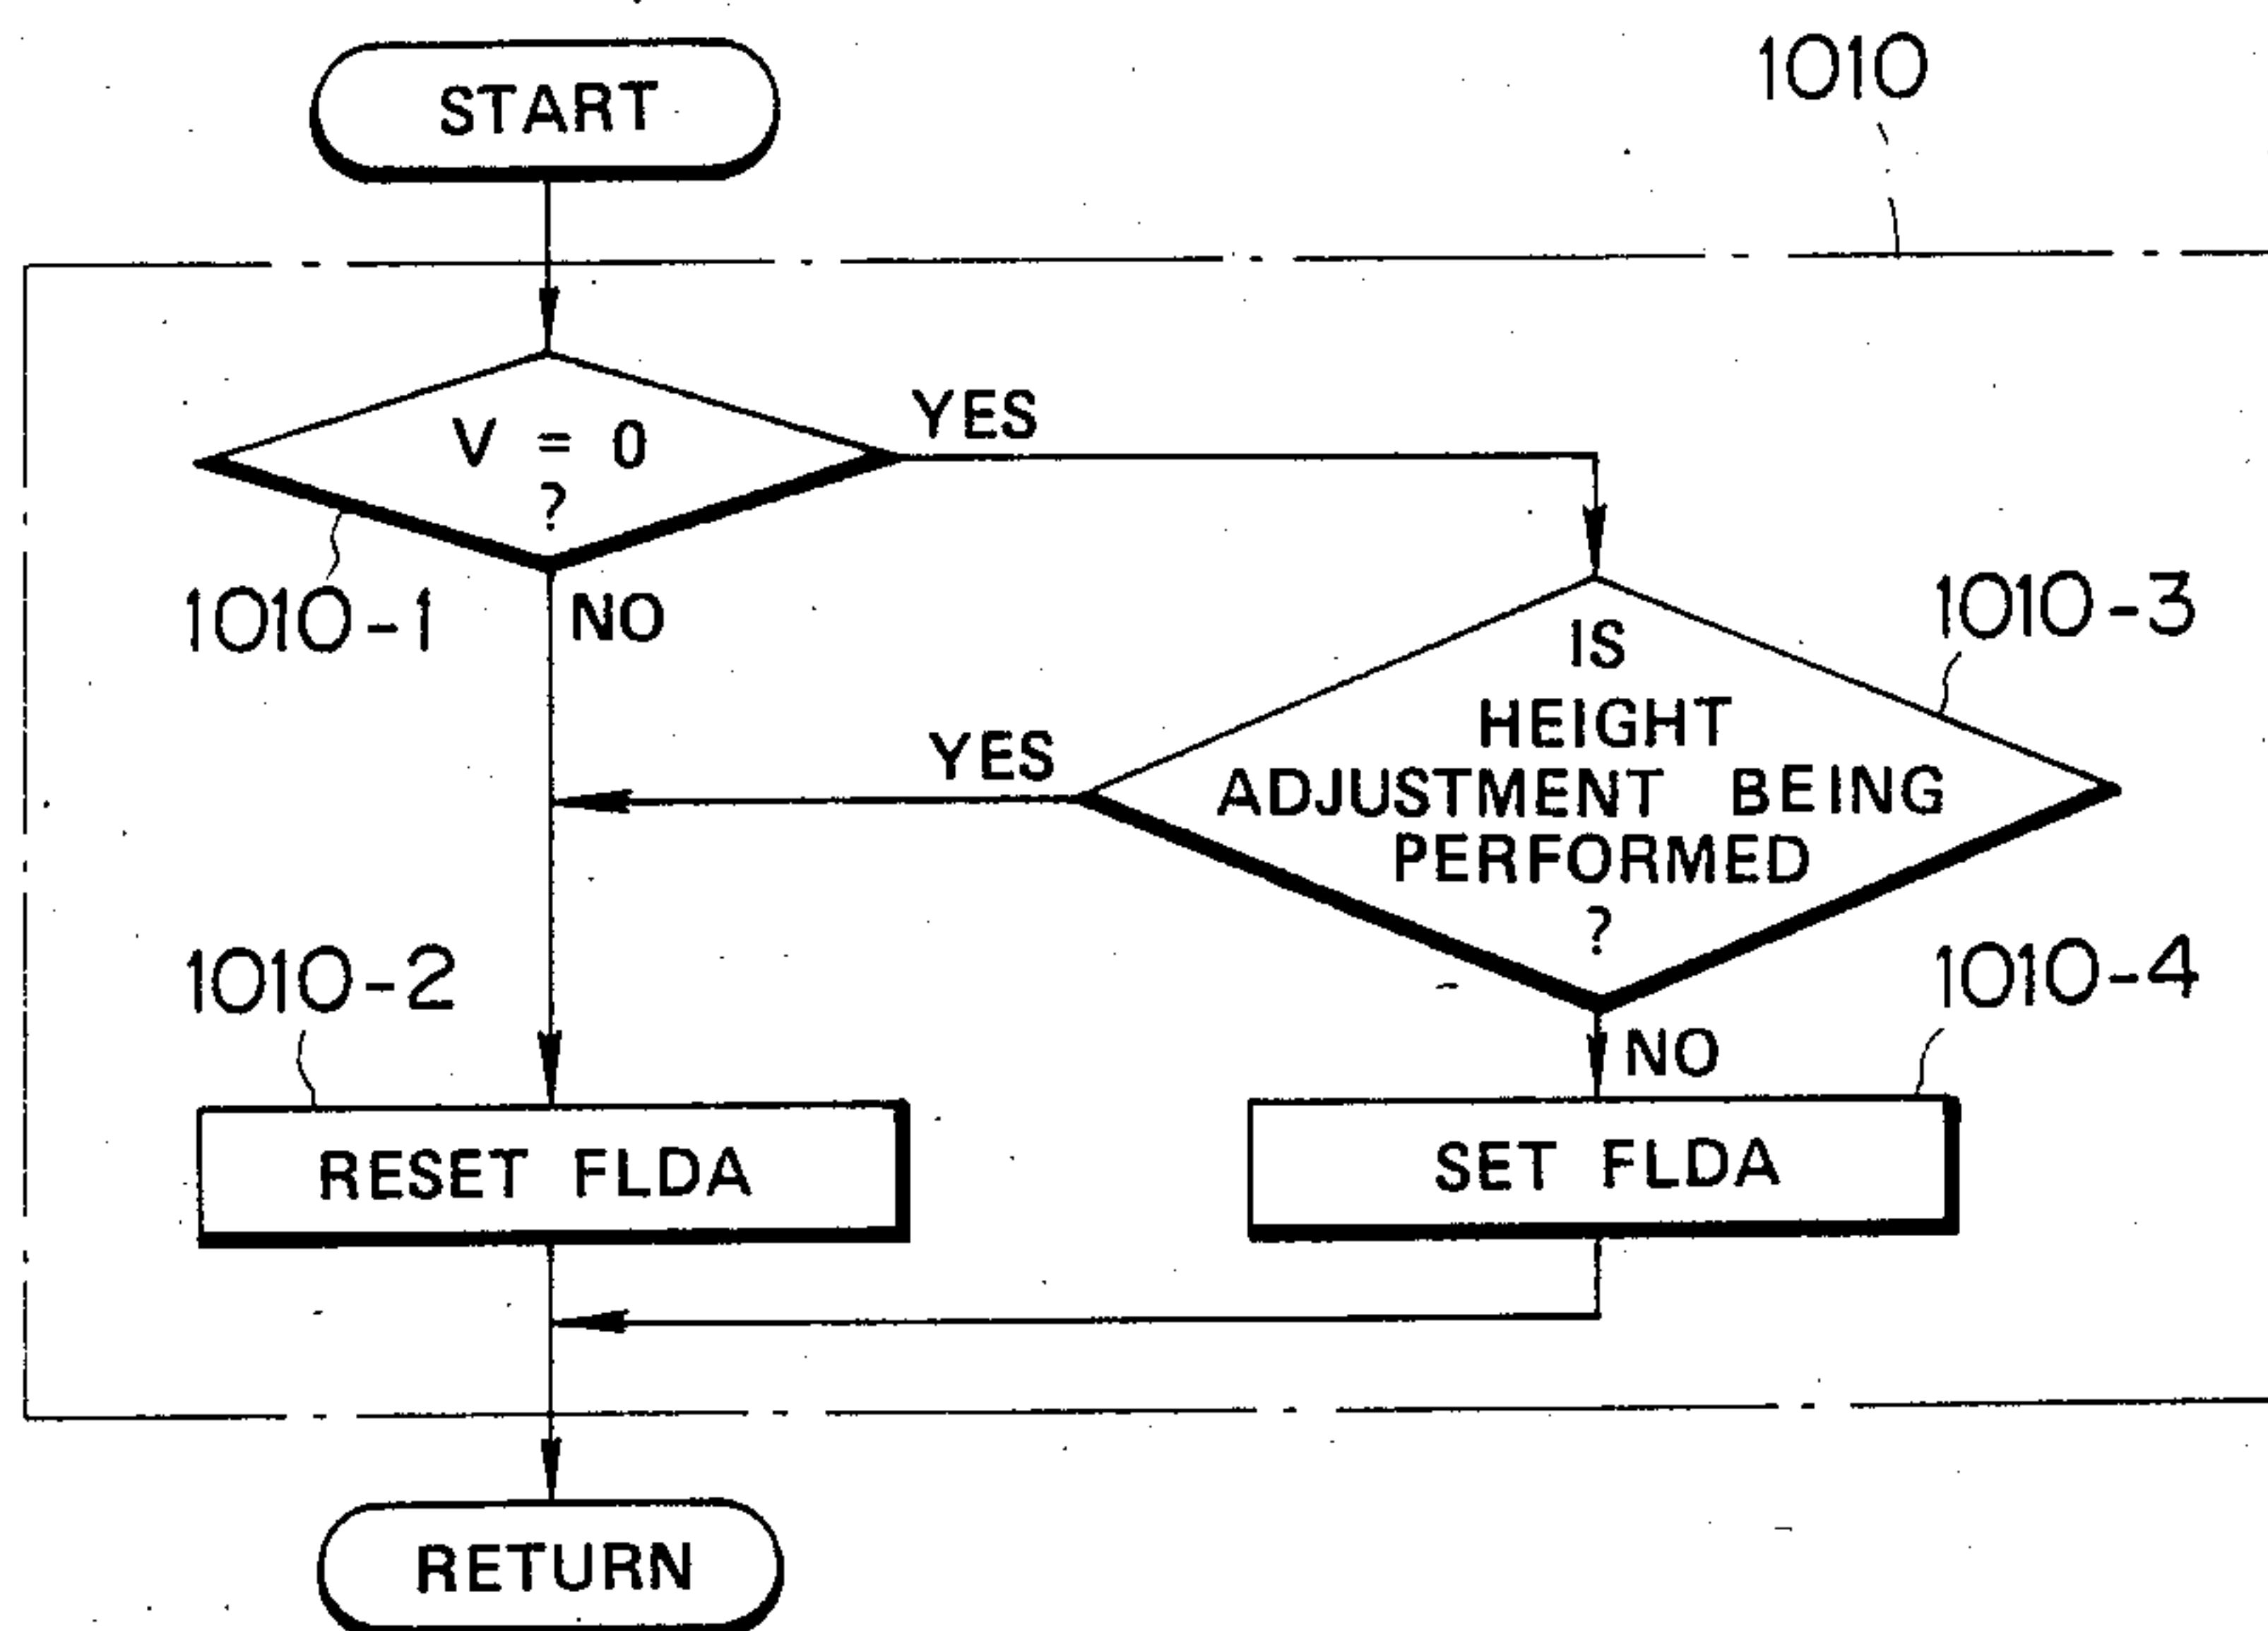 START
1010
V = 0
?
YES
1010-1
NO
1010-3
IS
HEIGHT
ADJUSTMENT BEING
PERFORMED
?
YES
1010-2
1010-4
NO
RESET FLDA
SET FLDA
RETURN